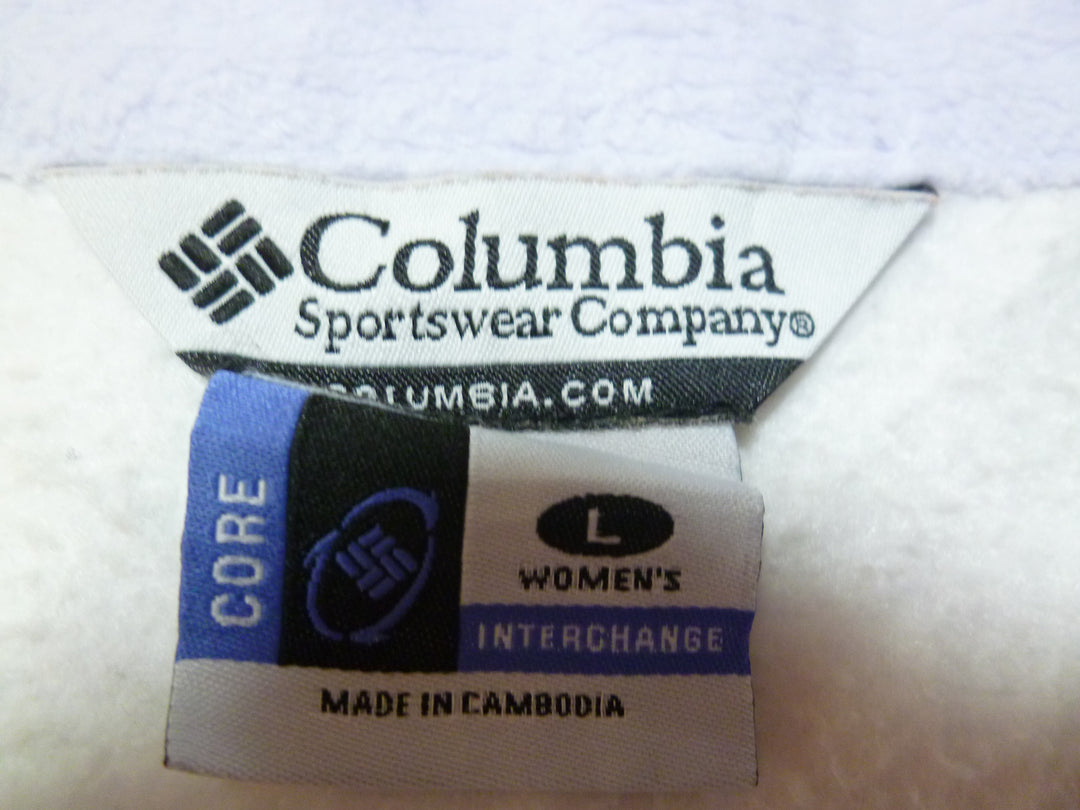 Columbia
Sportswear Company®
COLUMBIA.COM
CORE
L
WOMEN'S
INTERCHANGE
MADE IN CAMBODIA